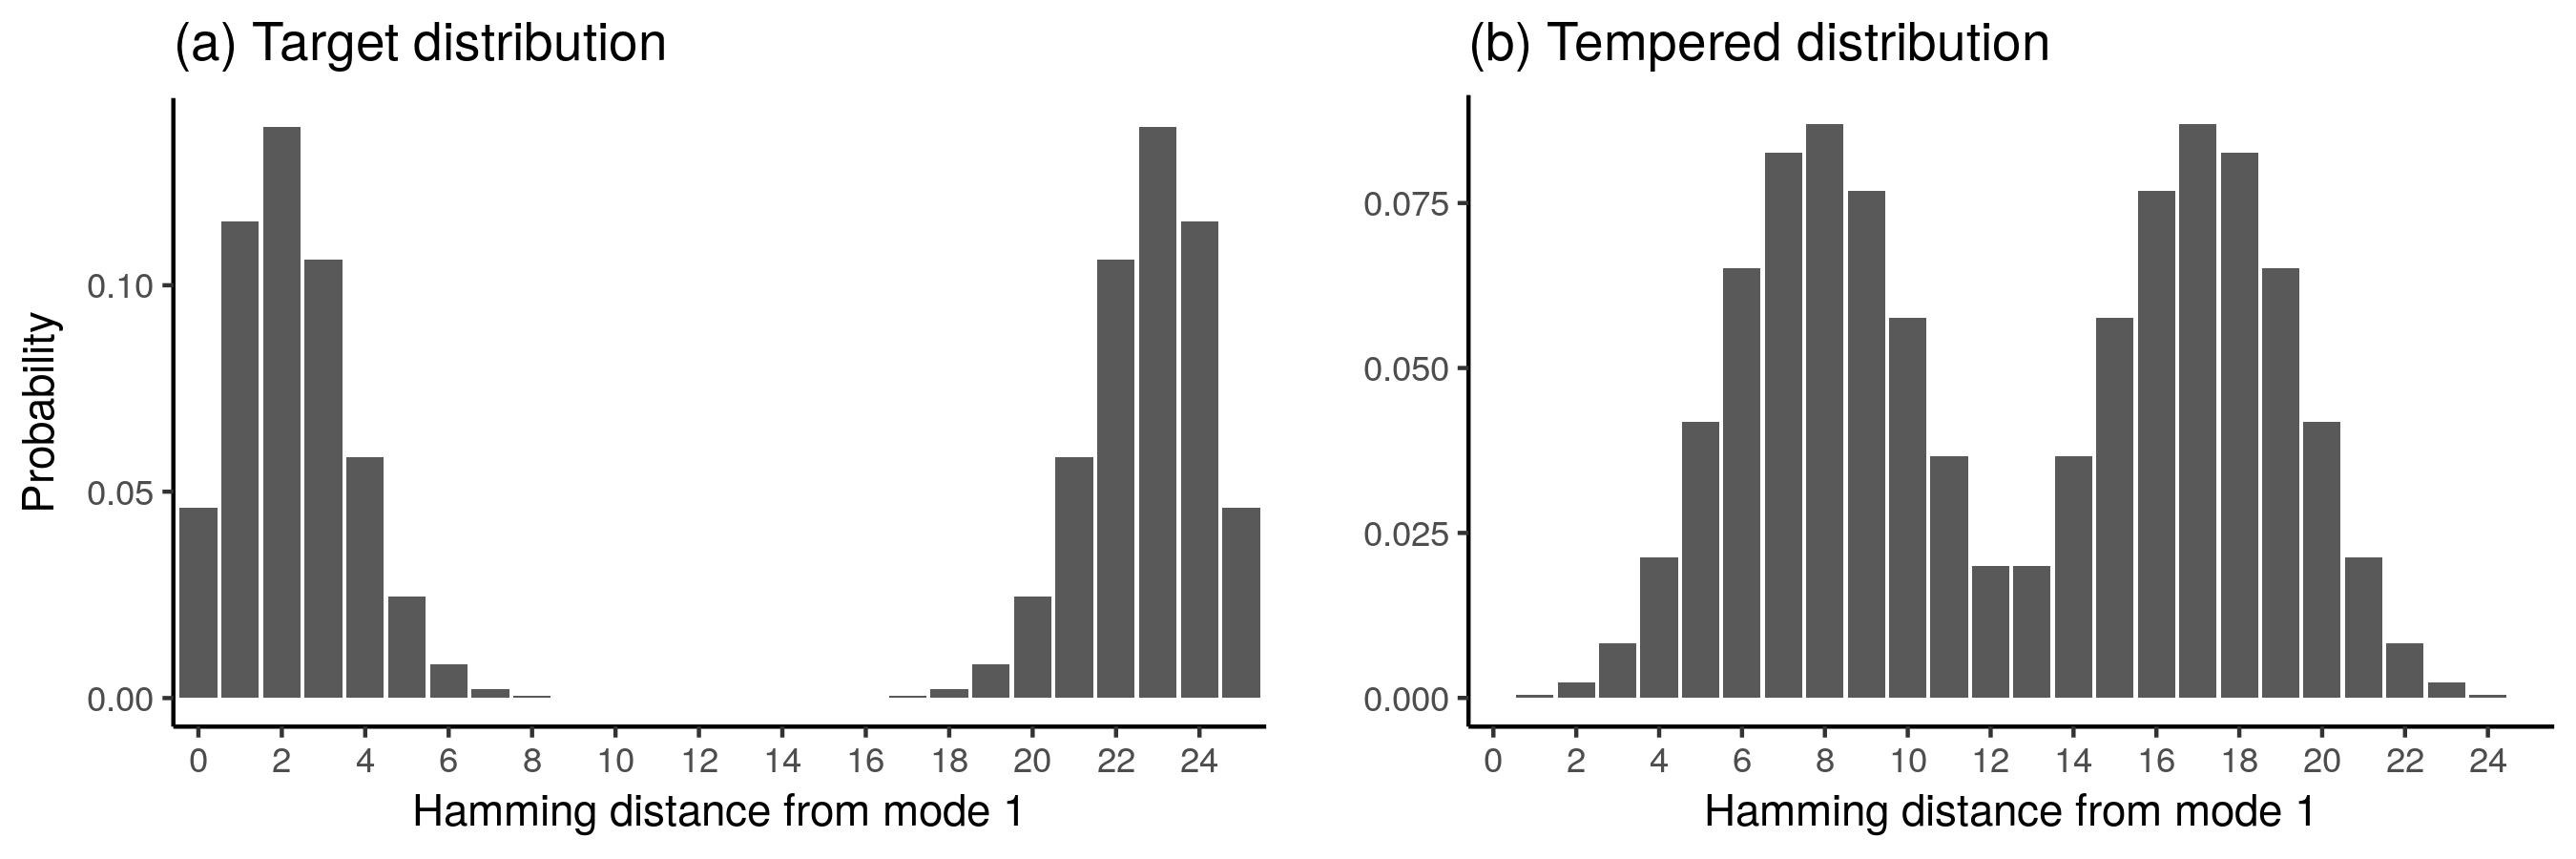 (a) Target distribution
Probability
0.10
0.05
0.00
0 2 4 6 8 10 12 14 16 18 20 22 24
Hamming distance from mode 1
(b) Tempered distribution
0.075
0.050
0.025
0.000
0 2 4 6 8 10 12 14 16 18 20 22 24
Hamming distance from mode 1